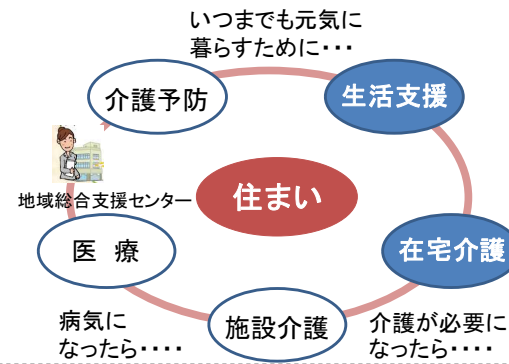 いつまでも元気に
暮らすために・・・
介護予防
生活支援
地域総合支援センター
住まい
医 療
在宅介護
施設介護
病気に
なったら・・・・
介護が必要に
なったら・・・・